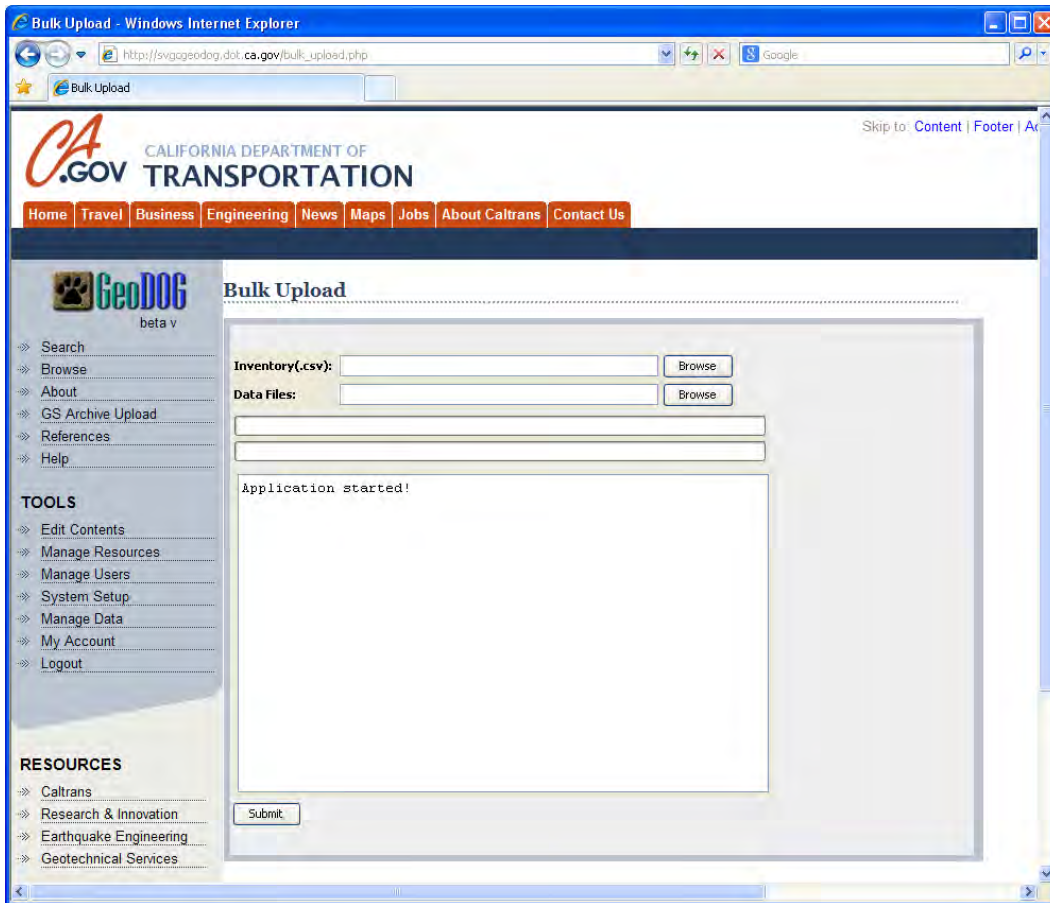 Bulk Upload - Windows Internet Explorer
http://svgogeodog.dot.ca.gov/bulk_upload.php
Google
Bulk Upload
Skip to: Content | Footer |
CA.GOV
CALIFORNIA DEPARTMENT OF
TRANSPORTATION
Home Travel Business Engineering News Maps Jobs About Caltrans Contact Us
GeoDOG
beta v
Search
Browse
About
GS Archive Upload
References
Help
TOOLS
Edit Contents
Manage Resources
Manage Users
System Setup
Manage Data
My Account
Logout
RESOURCES
Caltrans
Research & Innovation
Earthquake Engineering
Geotechnical Services
Bulk Upload
Inventory(.csv): Browse
Data Files: Browse
Application started!
Submit